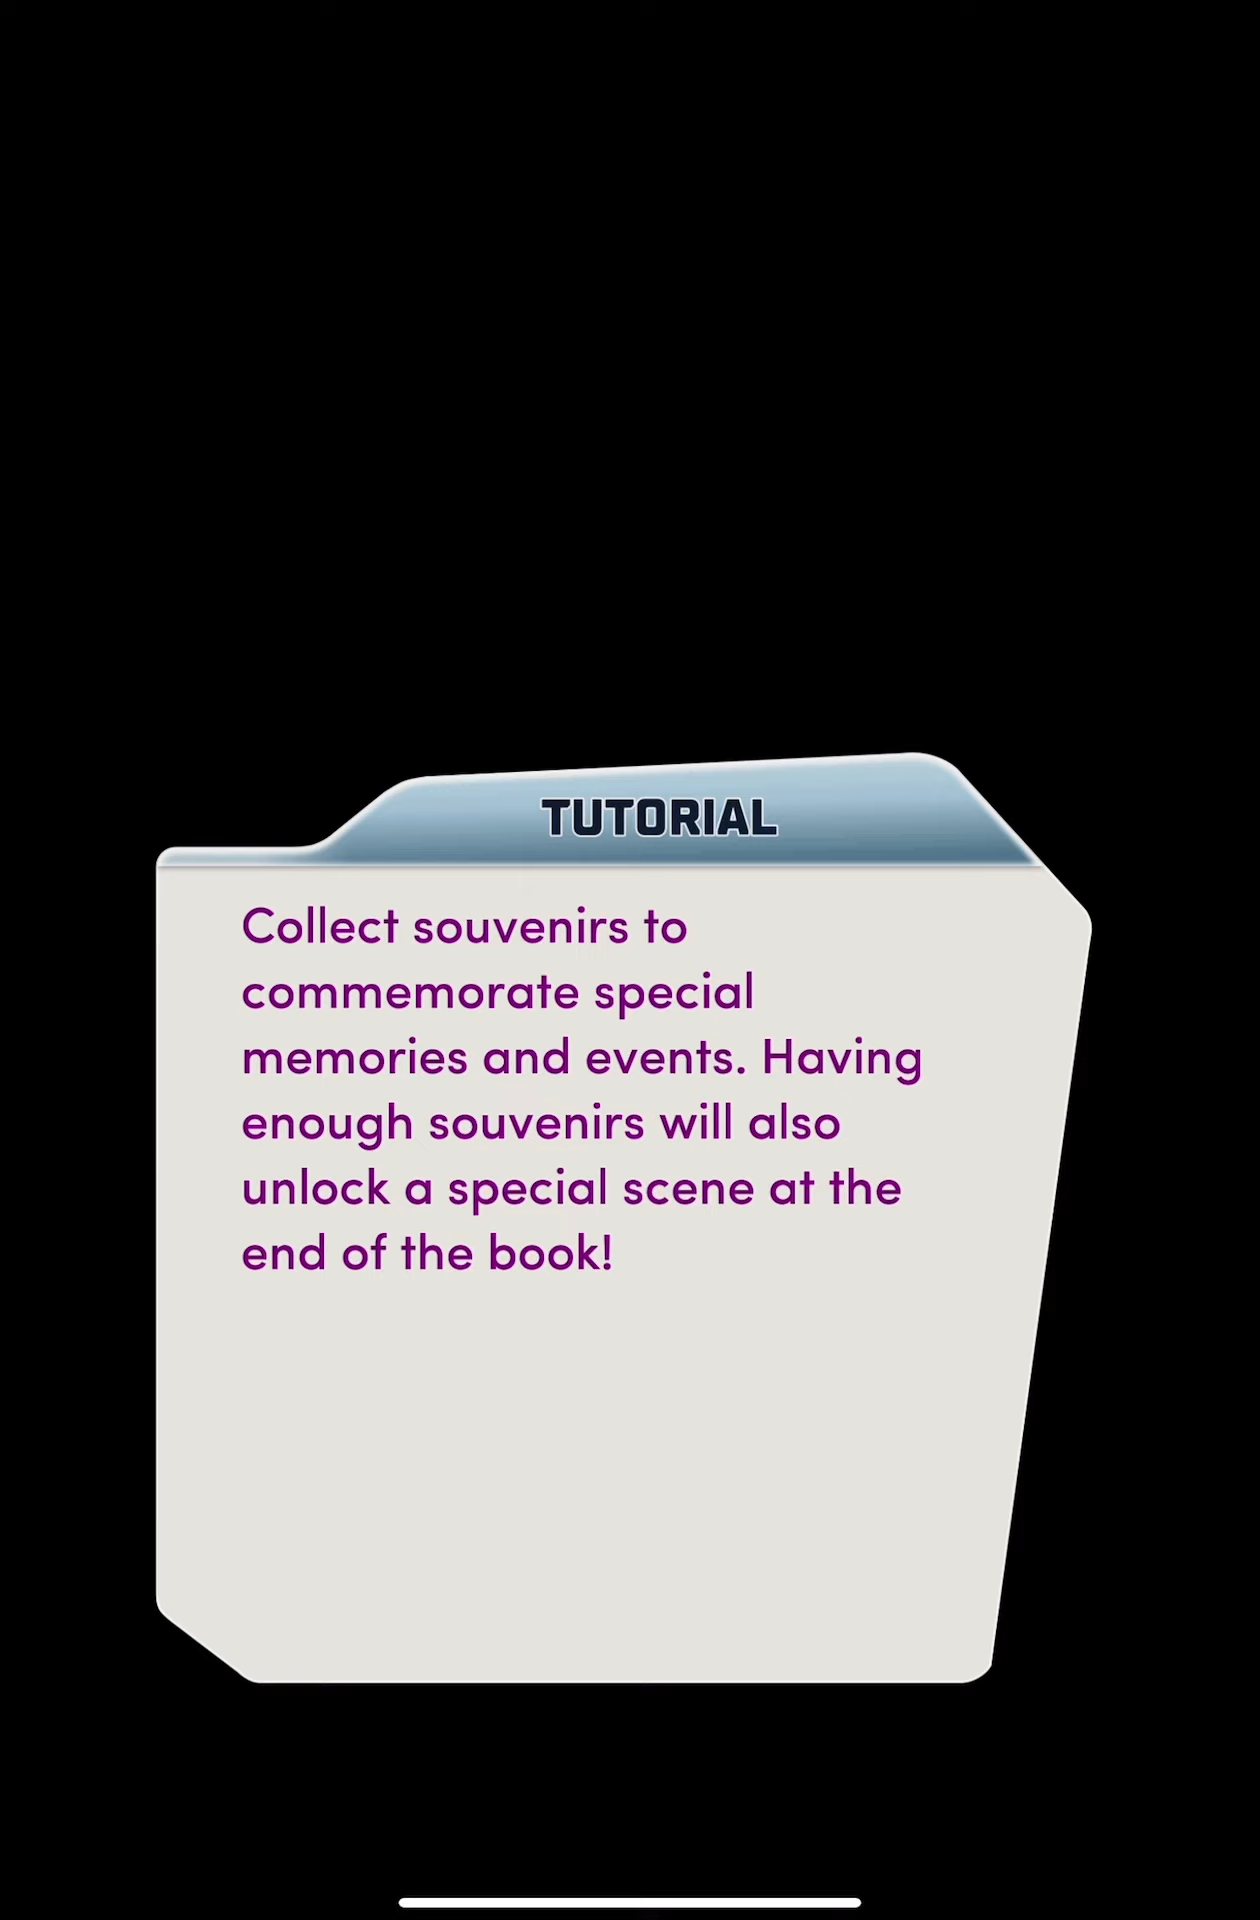 TUTORIAL
Collect souvenirs to
commemorate special
memories and events. Having
enough souvenirs will also
unlock a special scene at the
end of the book!